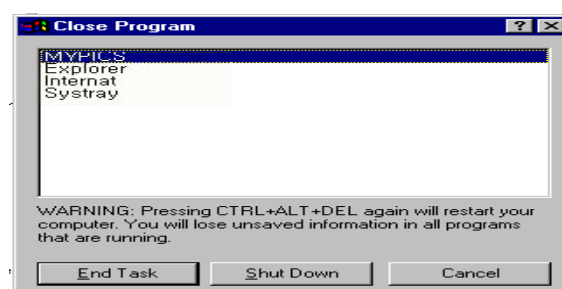 Close Program
MYPICS
Explorer
Internat
Systray
WARNING: Pressing CTRL+ALT+DEL again will restart your
computer. You will lose unsaved information in all programs
that are running.
End Task Shut Down Cancel